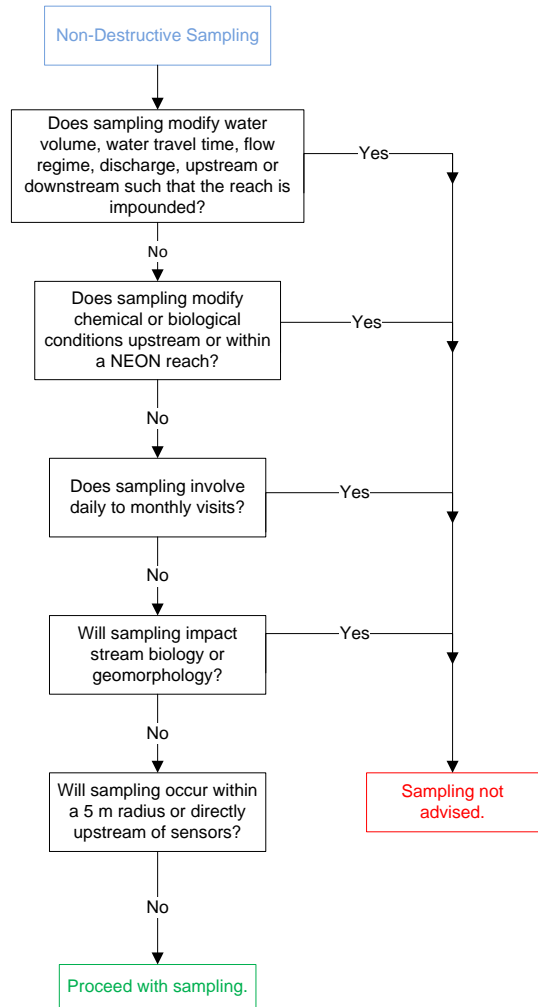 Non-Destructive Sampling
Does sampling modify water
volume, water travel time, flow
regime, discharge, upstream or
downstream such that the reach is
impounded?
Yes
No
Does sampling modify
chemical or biological
conditions upstream or within
a NEON reach?
Yes
No
Does sampling involve
daily to monthly visits?
Yes
No
Will sampling impact
stream biology or
geomorphology?
Yes
No
Will sampling occur within
a 5 m radius or directly
upstream of sensors?
Sampling not
advised.
No
Proceed with sampling.